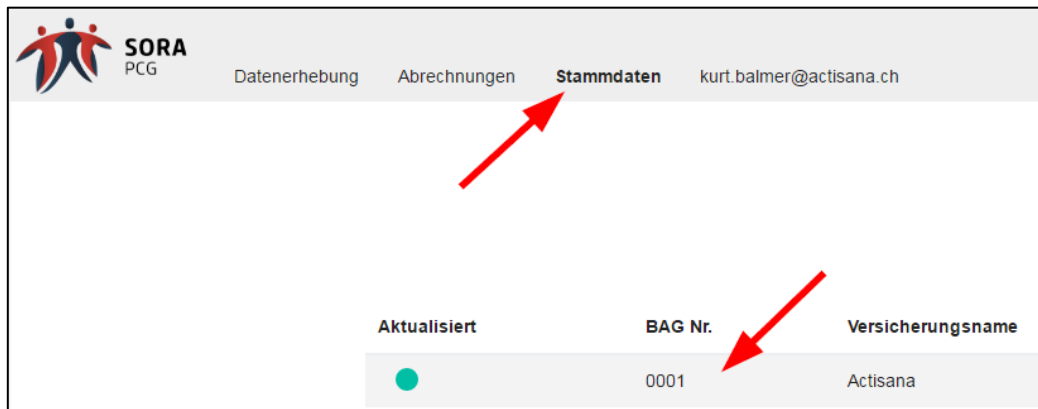 SORA
PCG
Datenerhebung Abrechnungen Stammdaten kurt.balmer@actisana.ch
Aktualisiert BAG Nr. Versicherungsname
0001 Actisana